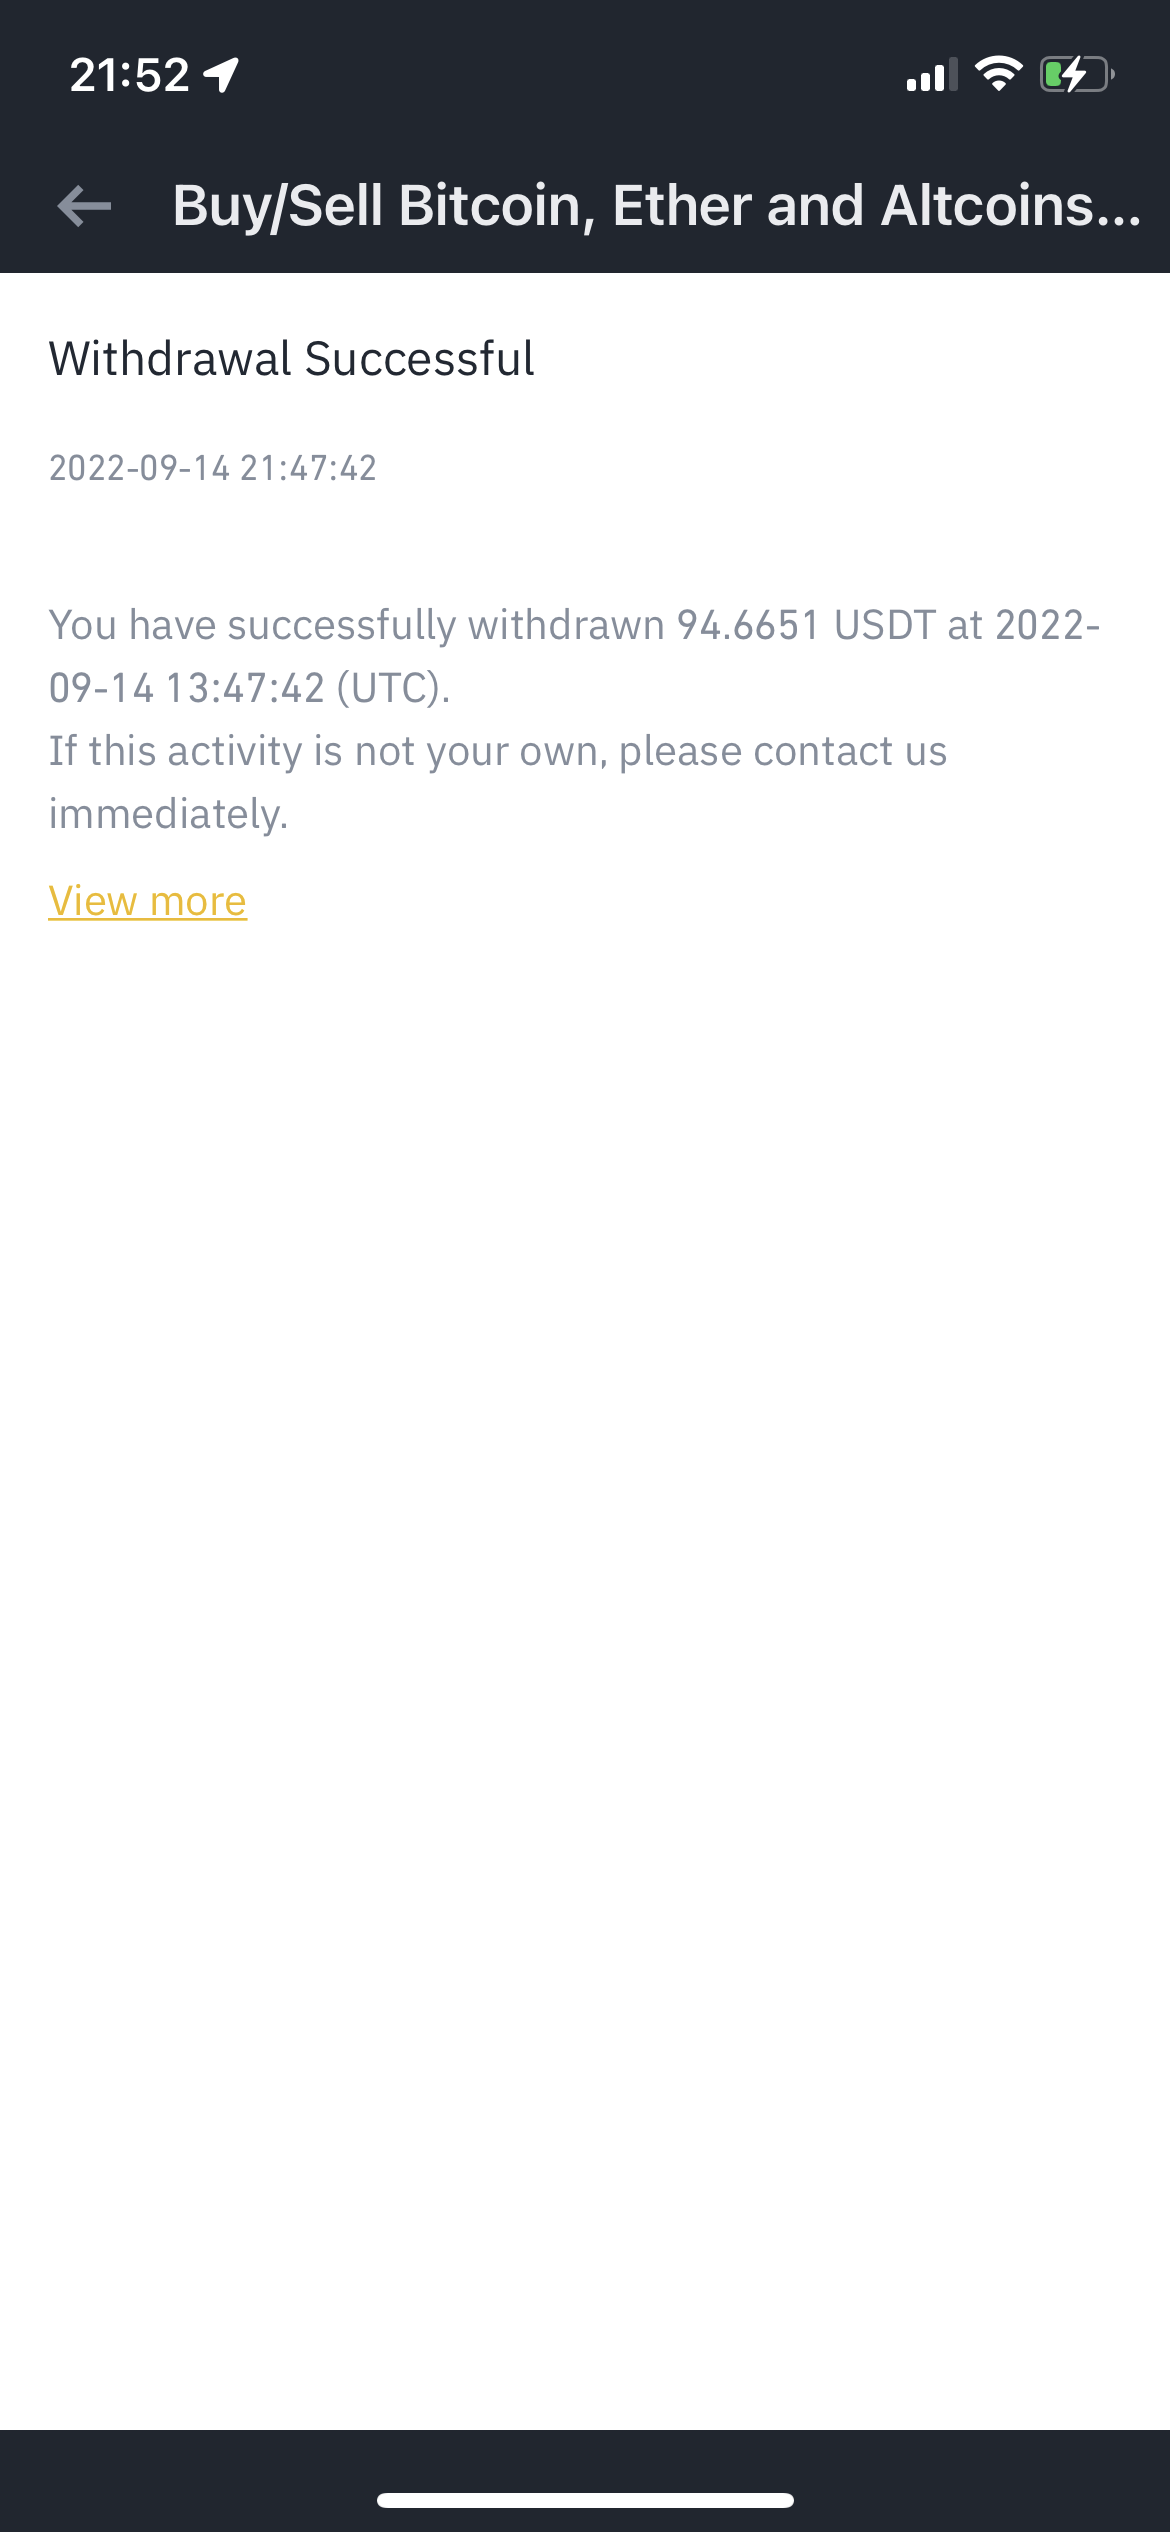 21:52
Buy/Sell Bitcoin, Ether and Altcoins...
Withdrawal Successful
2022-09-14 21:47:42
You have successfully withdrawn 94.6651 USDT at 2022-
09-14 13:47:42 (UTC).
If this activity is not your own, please contact us
immediately.
View more